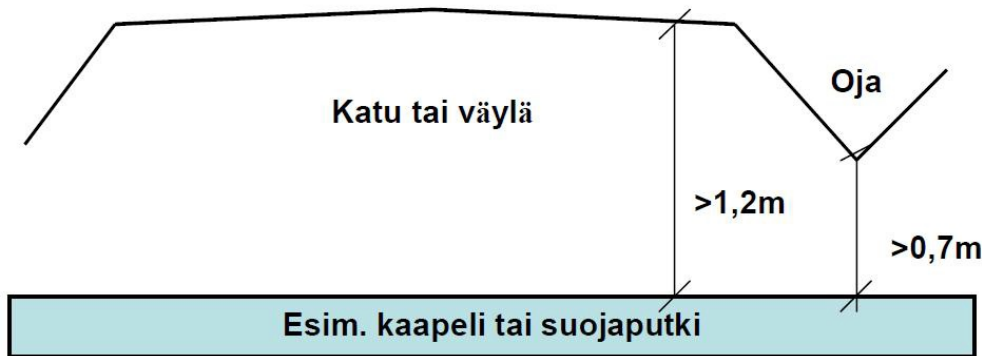 Oja
Katu tai väylä
>1,2m
>0,7m
Esim. kaapeli tai suojaputki